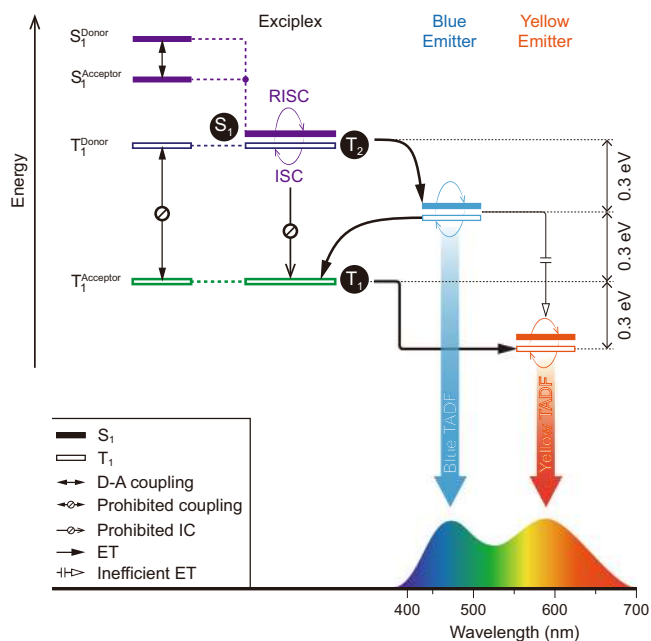 Exciplex
Blue
Emitter
Yellow
Emitter
Energy
S₁ᴰᵒⁿᵒʳ
S₁ᴬᶜᶜᵉᵖᵗᵒʳ
T₁ᴰᵒⁿᵒʳ
T₁ᴬᶜᶜᵉᵖᵗᵒʳ
RISC
S₁
T₂
ISC
T₁
0.3 eV
0.3 eV
0.3 eV
Blue TADF
Yellow TADF
S₁
T₁
D-A coupling
Prohibited coupling
Prohibited IC
ET
Inefficient ET
400 500 600 700
Wavelength (nm)